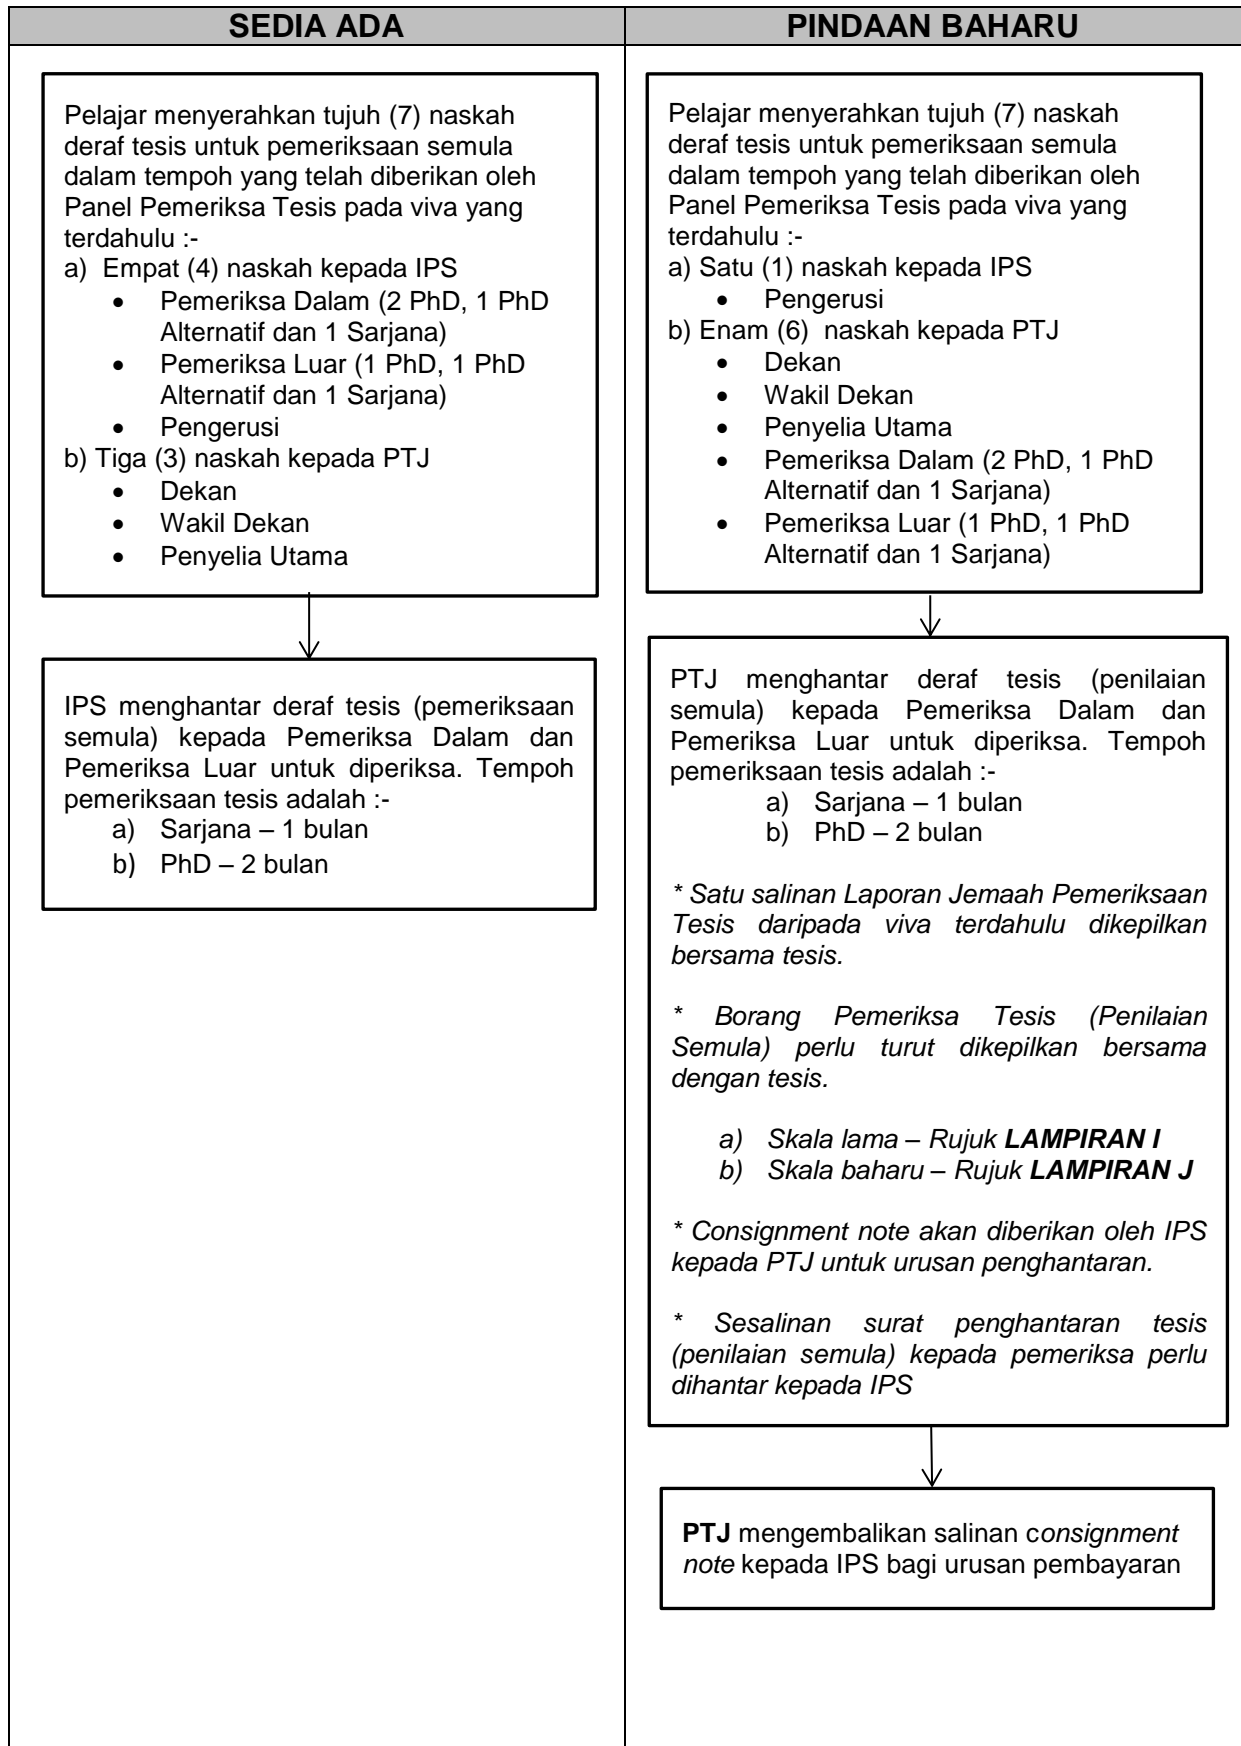 SEDIA ADA
PINDAAN BAHARU
Pelajar menyerahkan tujuh (7) naskah
deraf tesis untuk pemeriksaan semula
dalam tempoh yang telah diberikan oleh
Panel Pemeriksa Tesis pada viva yang
terdahulu :-
a) Empat (4) naskah kepada IPS
• Pemeriksa Dalam (2 PhD, 1 PhD
Alternatif dan 1 Sarjana)
• Pemeriksa Luar (1 PhD, 1 PhD
Alternatif dan 1 Sarjana)
• Pengerusi
b) Tiga (3) naskah kepada PTJ
• Dekan
• Wakil Dekan
• Penyelia Utama
IPS menghantar deraf tesis (pemeriksaan
semula) kepada Pemeriksa Dalam dan
Pemeriksa Luar untuk diperiksa. Tempoh
pemeriksaan tesis adalah :-
a) Sarjana – 1 bulan
b) PhD – 2 bulan
Pelajar menyerahkan tujuh (7) naskah
deraf tesis untuk pemeriksaan semula
dalam tempoh yang telah diberikan oleh
Panel Pemeriksa Tesis pada viva yang
terdahulu :-
a) Satu (1) naskah kepada IPS
• Pengerusi
b) Enam (6) naskah kepada PTJ
• Dekan
• Wakil Dekan
• Penyelia Utama
• Pemeriksa Dalam (2 PhD, 1 PhD
Alternatif dan 1 Sarjana)
• Pemeriksa Luar (1 PhD, 1 PhD
Alternatif dan 1 Sarjana)
PTJ menghantar deraf tesis (penilaian
semula) kepada Pemeriksa Dalam dan
Pemeriksa Luar untuk diperiksa. Tempoh
pemeriksaan tesis adalah :-
a) Sarjana – 1 bulan
b) PhD – 2 bulan
* Satu salinan Laporan Jemaah Pemeriksaan
Tesis daripada viva terdahulu dikepilkan
bersama tesis.
* Borang Pemeriksa Tesis (Penilaian
Semula) perlu turut dikepilkan bersama
dengan tesis.
a) Skala lama – Rujuk LAMPIRAN I
b) Skala baharu – Rujuk LAMPIRAN J
* Consignment note akan diberikan oleh IPS
kepada PTJ untuk urusan penghantaran.
* Sesalinan surat penghantaran tesis
(penilaian semula) kepada pemeriksa perlu
dihantar kepada IPS
PTJ mengembalikan salinan consignment
note kepada IPS bagi urusan pembayaran